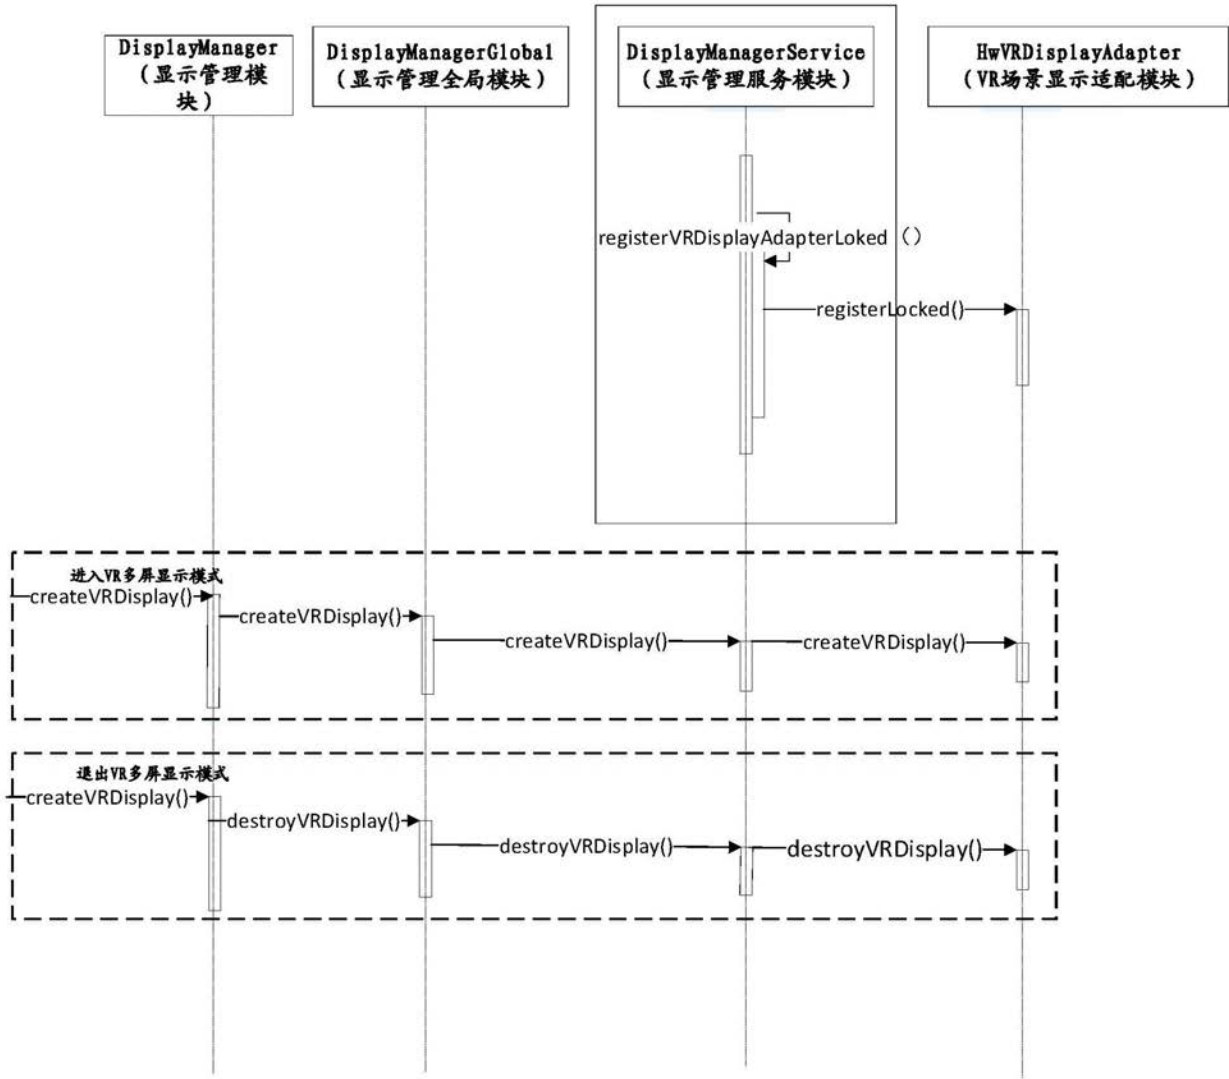 DisplayManager
（显示管理模
块）
DisplayManagerGlobal
（显示管理全局模块）
DisplayManagerService
（显示管理服务模块）
HwVRDisplayAdapter
（VR场景显示适配模块）
registerVRDisplayAdapterLoked（）
registerLocked()
进入VR多屏显示模式
createVRDisplay()
createVRDisplay()
createVRDisplay()
createVRDisplay()
退出VR多屏显示模式
createVRDisplay()
destroyVRDisplay()
destroyVRDisplay()
destroyVRDisplay()